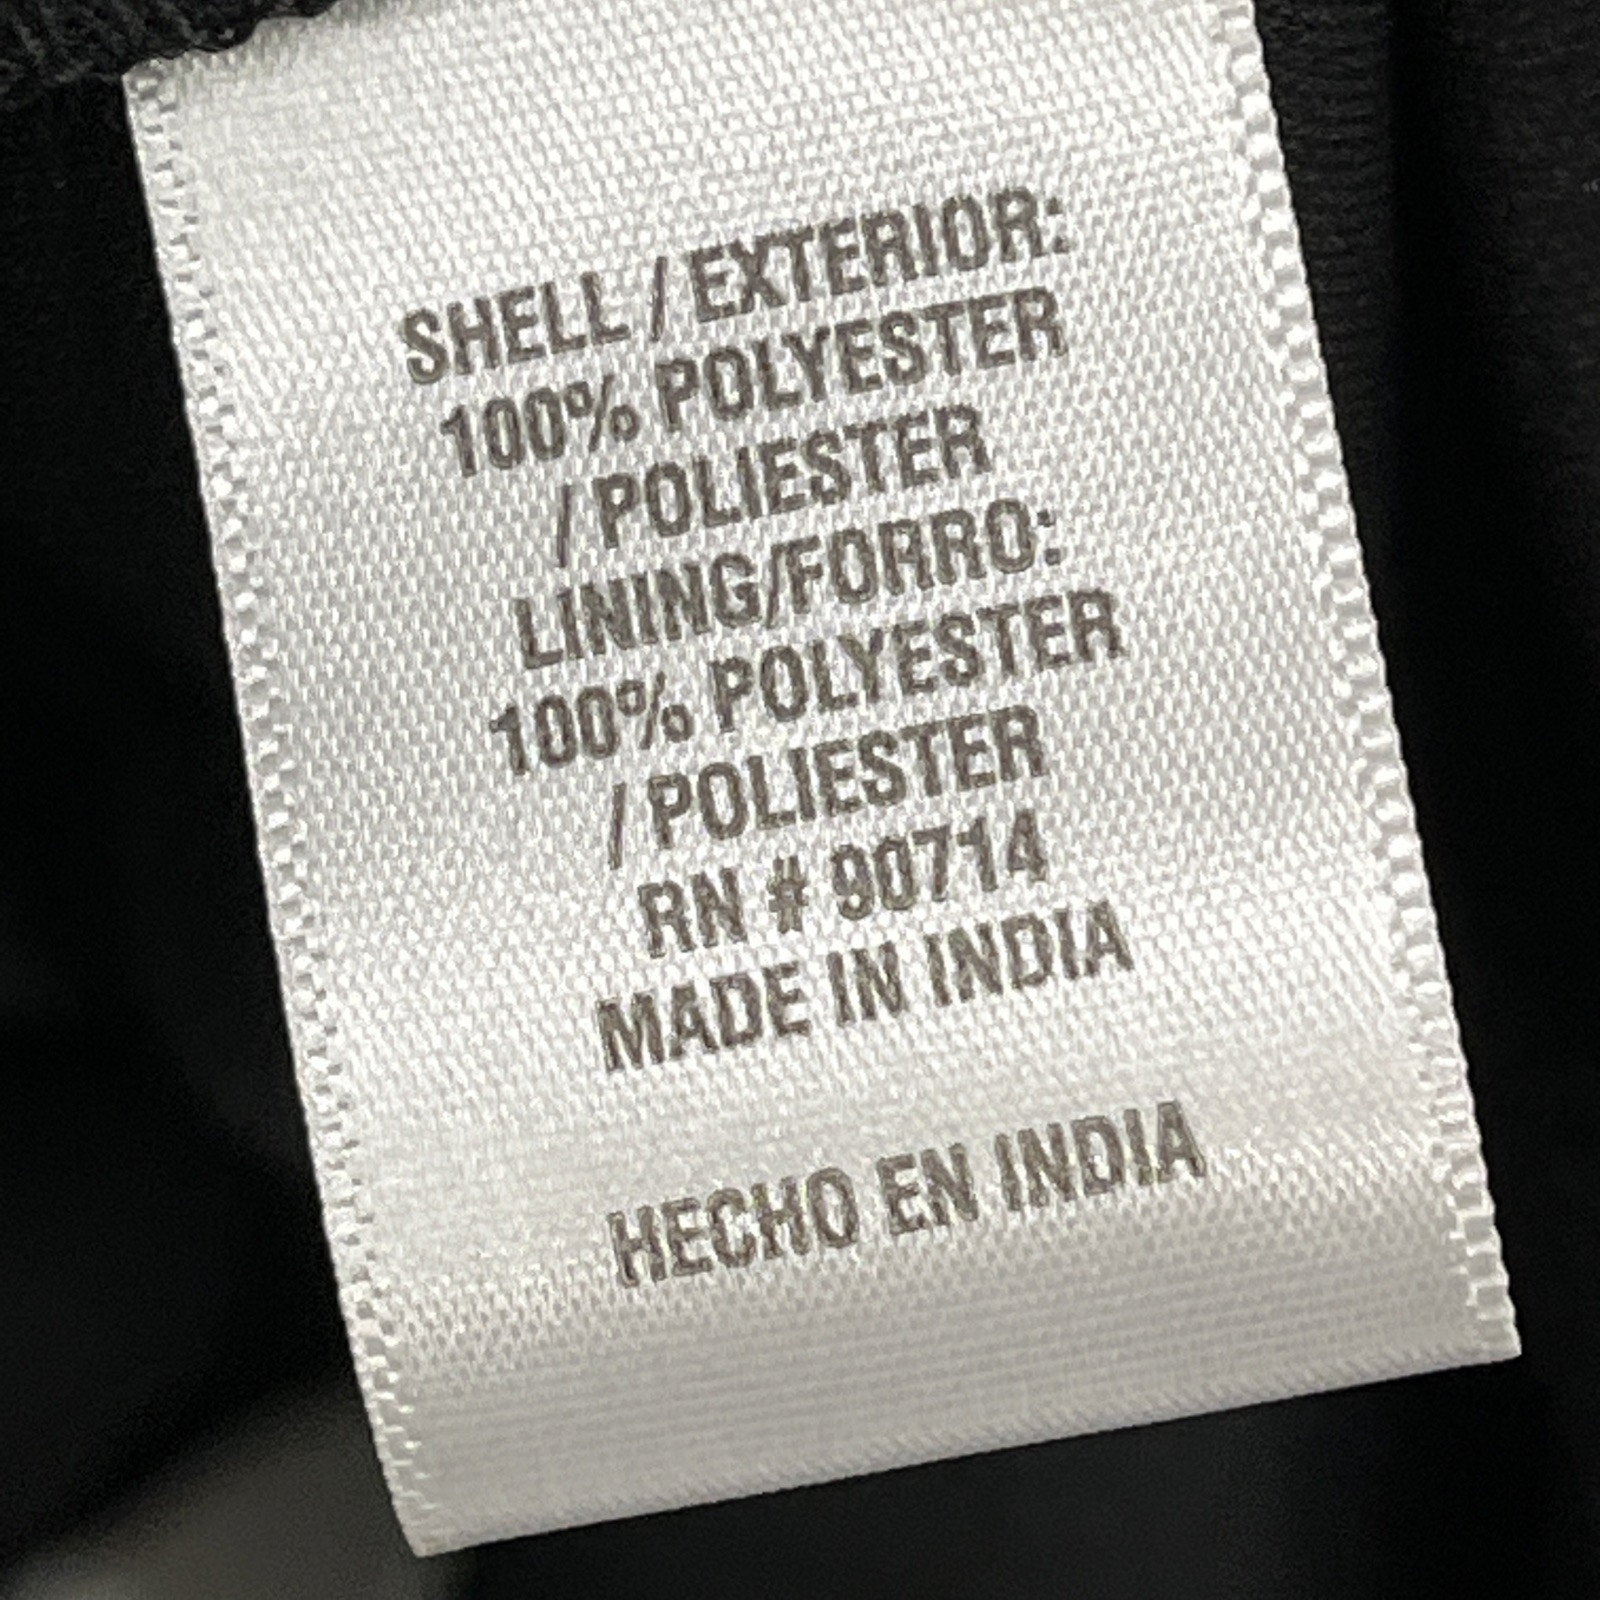 SHELL / EXTERIOR:
100% POLYESTER
/ POLIESTER
LINING/FORRO:
100% POLYESTER
/ POLIESTER
RN # 90714
MADE IN INDIA
HECHO EN INDIA